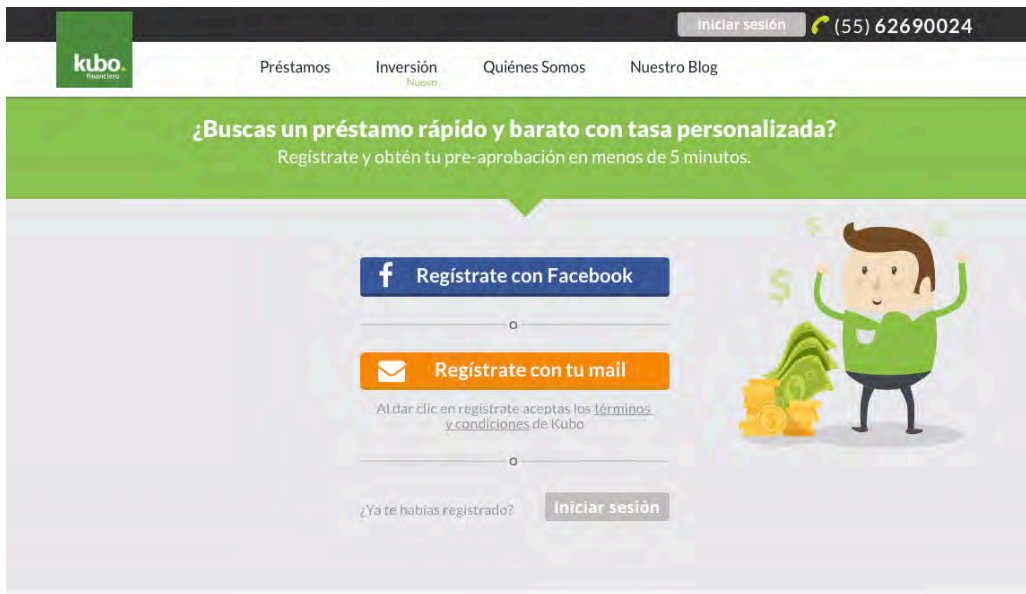 Iniciar sesión (55) 62690024
kubo.
financiero
Préstamos Inversión Quiénes Somos Nuestro Blog
Nuevo
¿Buscas un préstamo rápido y barato con tasa personalizada?
Regístrate y obtén tu pre-aprobación en menos de 5 minutos.
f Regístrate con Facebook
o
Regístrate con tu mail
Al dar clic en regístrate aceptas los términos
y condiciones de Kubo
o
¿Ya te habías registrado? Iniciar sesión